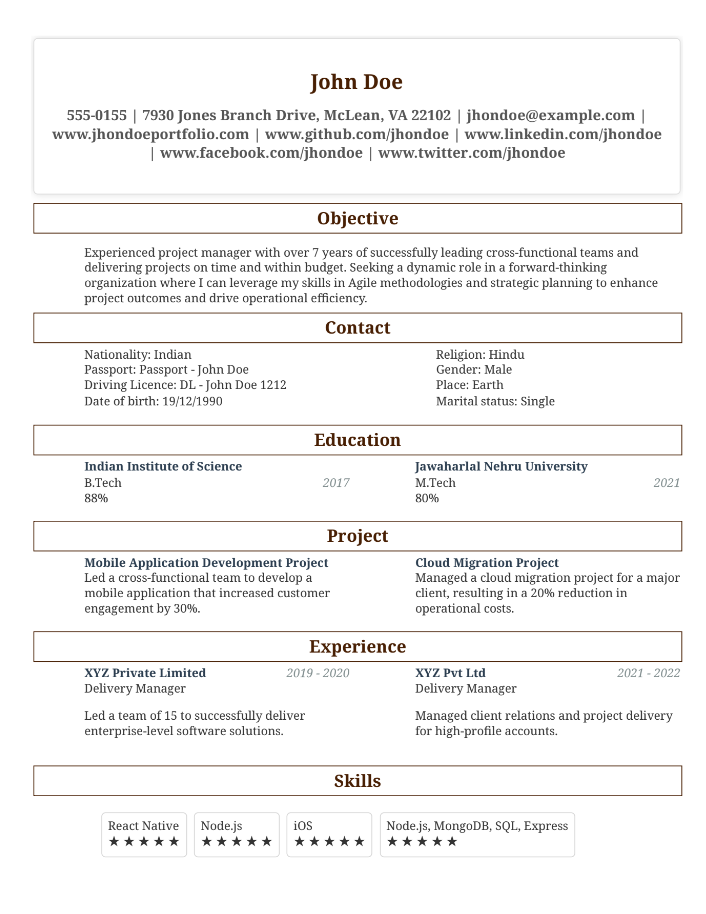 John Doe
555-0155 | 7930 Jones Branch Drive, McLean, VA 22102 | jhondoe@example.com |
www.jhondoeportfolio.com | www.github.com/jhondoe | www.linkedin.com/jhondoe
| www.facebook.com/jhondoe | www.twitter.com/jhondoe
Objective
Experienced project manager with over 7 years of successfully leading cross-functional teams and
delivering projects on time and within budget. Seeking a dynamic role in a forward-thinking
organization where I can leverage my skills in Agile methodologies and strategic planning to enhance
project outcomes and drive operational efficiency.
Contact
Nationality: Indian
Passport: Passport - John Doe
Driving Licence: DL - John Doe 1212
Date of birth: 19/12/1990
Religion: Hindu
Gender: Male
Place: Earth
Marital status: Single
Education
Indian Institute of Science
B.Tech 2017
88%
Jawaharlal Nehru University
M.Tech 2021
80%
Project
Mobile Application Development Project
Led a cross-functional team to develop a
mobile application that increased customer
engagement by 30%.
Cloud Migration Project
Managed a cloud migration project for a major
client, resulting in a 20% reduction in
operational costs.
Experience
XYZ Private Limited 2019 - 2020
Delivery Manager
Led a team of 15 to successfully deliver
enterprise-level software solutions.
XYZ Pvt Ltd 2021 - 2022
Delivery Manager
Managed client relations and project delivery
for high-profile accounts.
Skills
React Native
★ ★ ★ ★ ★
Node.js
★ ★ ★ ★ ★
iOS
★ ★ ★ ★ ★
Node.js, MongoDB, SQL, Express
★ ★ ★ ★ ★